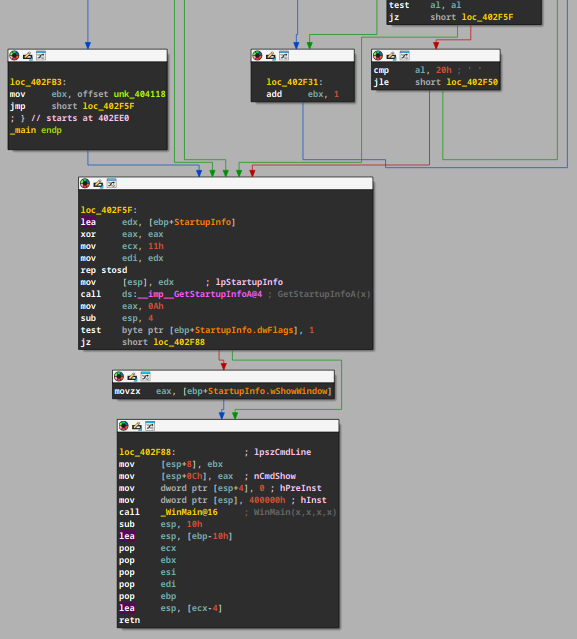 test al, al
jz short loc_402F5F
loc_402FB3:
mov ebx, offset unk_404118
jmp short loc_402F5F
; } // starts at 402EE0
_main endp
loc_402F31:
add ebx, 1
cmp al, 20h ; ' '
jle short loc_402F50
loc_402F5F:
lea edx, [ebp+StartupInfo]
xor eax, eax
mov ecx, 11h
mov edi, edx
rep stosd
mov [esp], edx ; lpStartupInfo
call ds:__imp__GetStartupInfoA@4 ; GetStartupInfoA(x)
mov eax, 0Ah
sub esp, 4
test byte ptr [ebp+StartupInfo.dwFlags], 1
jz short loc_402F88
movzx eax, [ebp+StartupInfo.wShowWindow]
loc_402F88: ; lpszCmdLine
mov [esp+8], ebx
mov [esp+0Ch], eax ; nCmdShow
mov dword ptr [esp+4], 0 ; hPreInst
mov dword ptr [esp], 400000h ; hInst
call _WinMain@16 ; WinMain(x,x,x,x)
sub esp, 10h
lea esp, [ebp-10h]
pop ecx
pop ebx
pop esi
pop edi
pop ebp
lea esp, [ecx-4]
retn